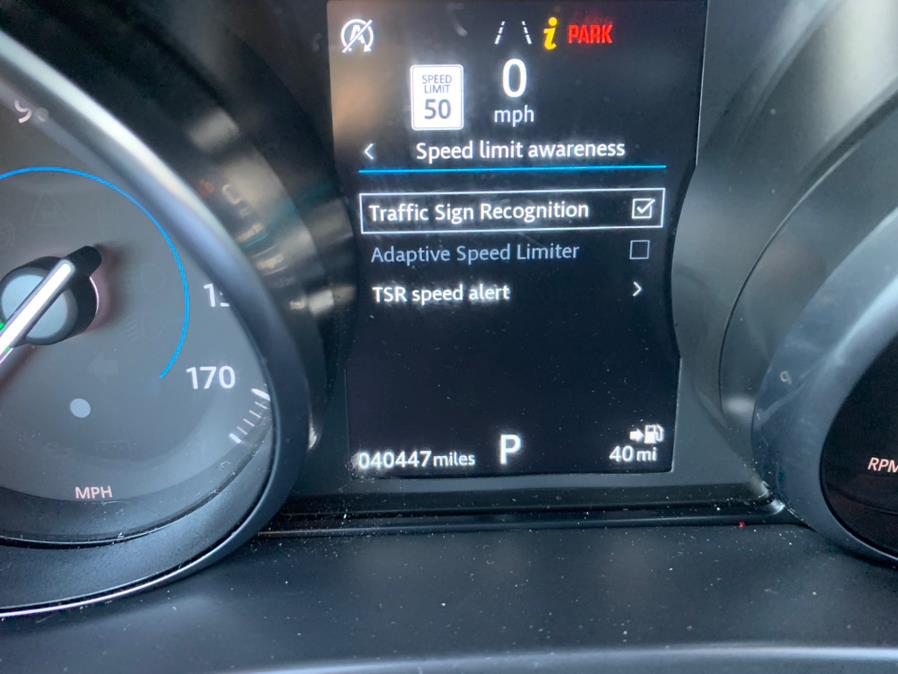 i PARK
SPEED
LIMIT
50
0
mph
Speed limit awareness
Traffic Sign Recognition
Adaptive Speed Limiter
TSR speed alert
040447 miles
P
40 mi
170
MPH
RPM